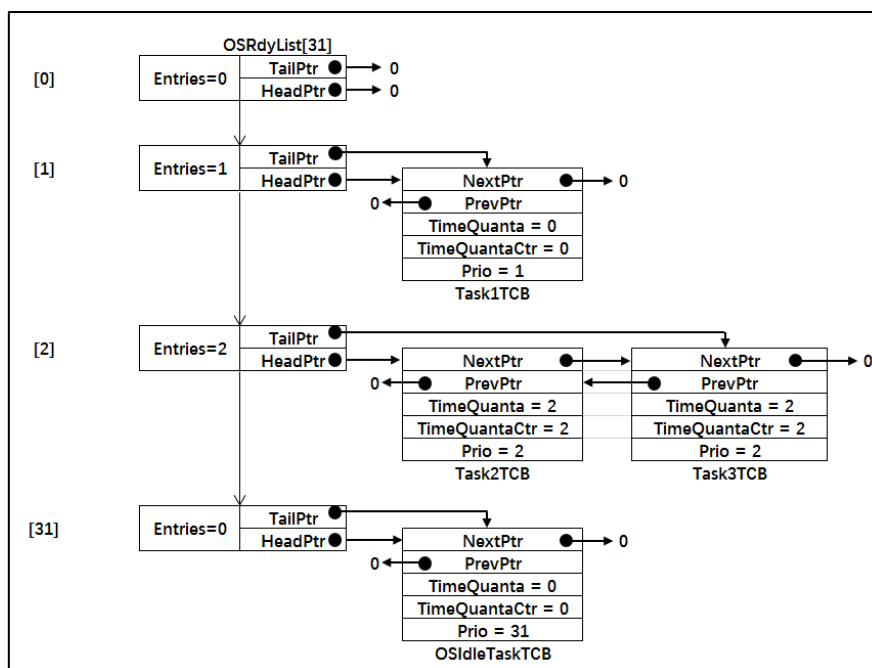 OSRdyList[31]
[0]
Entries=0
TailPtr
0
HeadPtr
0
[1]
Entries=1
TailPtr
HeadPtr
NextPtr
0
0
PrevPtr
TimeQuanta = 0
TimeQuantaCtr = 0
Prio = 1
Task1TCB
[2]
Entries=2
TailPtr
HeadPtr
NextPtr
NextPtr
0
0
PrevPtr
PrevPtr
TimeQuanta = 2
TimeQuanta = 2
TimeQuantaCtr = 2
TimeQuantaCtr = 2
Prio = 2
Prio = 2
Task2TCB
Task3TCB
[31]
Entries=0
TailPtr
HeadPtr
NextPtr
0
0
PrevPtr
TimeQuanta = 0
TimeQuantaCtr = 0
Prio = 31
OSIdleTaskTCB